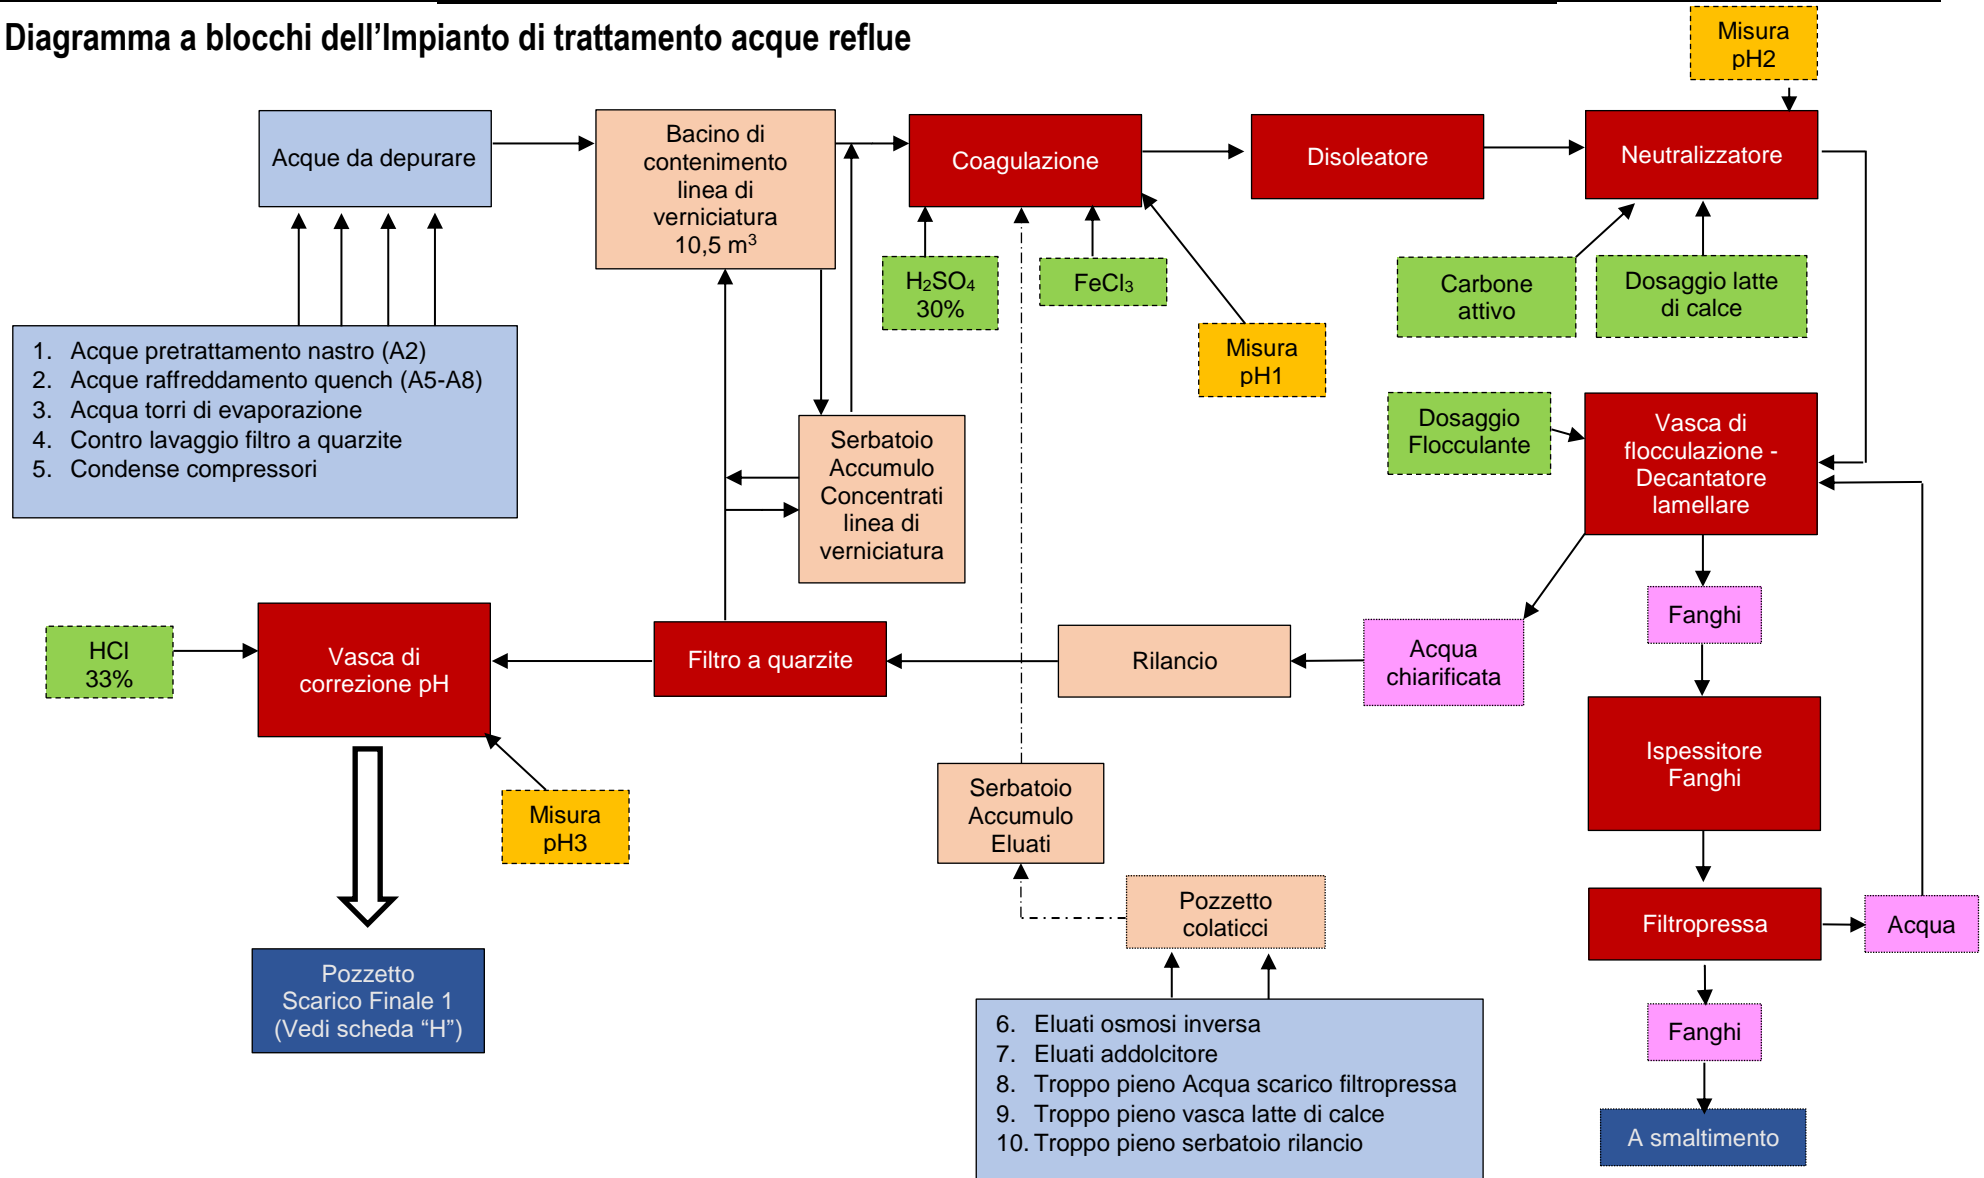 Diagramma a blocchi dell’Impianto di trattamento acque reflue
Misura
pH2
Acque da depurare
Bacino di
contenimento
linea di
verniciatura
10,5 m³
Coagulazione
Disoleatore
Neutralizzatore
H₂SO₄
30%
FeCl₃
Misura
pH1
Carbone
attivo
Dosaggio latte
di calce
1. Acque pretrattamento nastro (A2)
2. Acque raffreddamento quench (A5-A8)
3. Acqua torri di evaporazione
4. Contro lavaggio filtro a quarzite
5. Condense compressori
Serbatoio
Accumulo
Concentrati
linea di
verniciatura
Dosaggio
Flocculante
Vasca di
flocculazione -
Decantatore
lamellare
Fanghi
HCl
33%
Vasca di
correzione pH
Filtro a quarzite
Rilancio
Acqua
chiarificata
Ispessitore
Fanghi
Misura
pH3
Serbatoio
Accumulo
Eluati
Pozzetto
colaticci
Filtropressa
Acqua
Pozzetto
Scarico Finale 1
(Vedi scheda “H”)
6. Eluati osmosi inversa
7. Eluati addolcitore
8. Troppo pieno Acqua scarico filtropressa
9. Troppo pieno vasca latte di calce
10. Troppo pieno serbatoio rilancio
Fanghi
A smaltimento